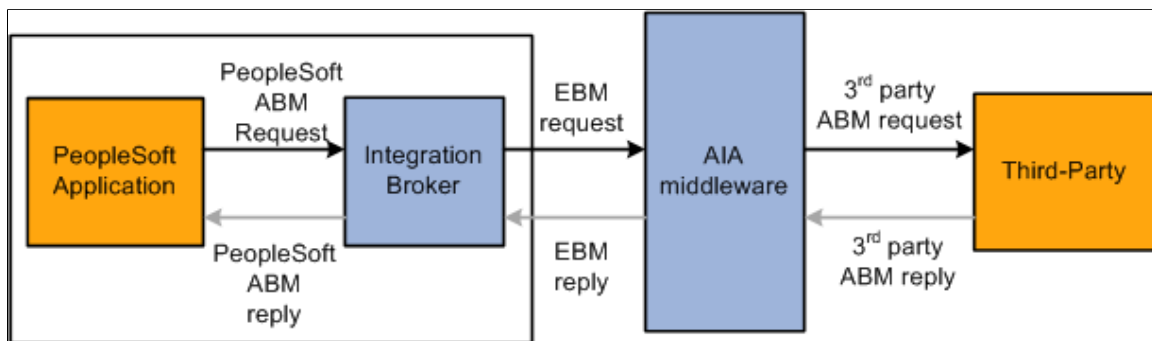 PeopleSoft
ABM
Request
EBM
request
3rd party
ABM request
PeopleSoft
Application
Integration
Broker
AIA
middleware
Third-Party
PeopleSoft
ABM
reply
EBM
reply
3rd party
ABM reply